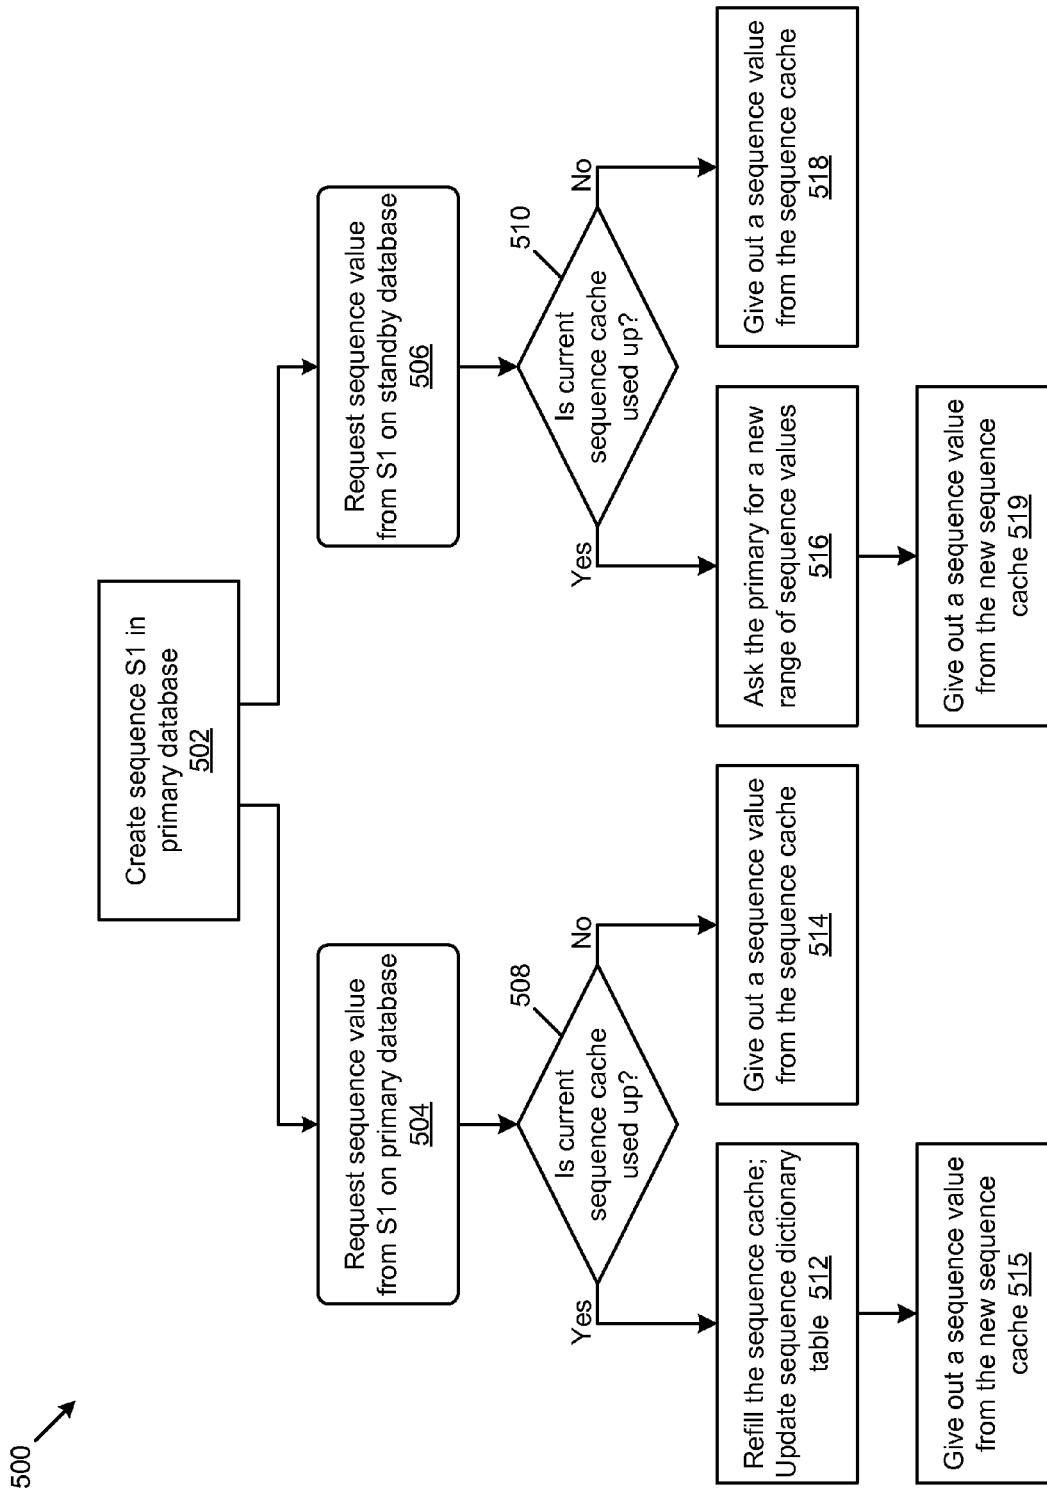 500
Create sequence S1 in
primary database
502
Request sequence value
from S1 on primary database
504
Request sequence value
from S1 on standby database
506
508
Is current
sequence cache
used up?
Yes
No
510
Is current
sequence cache
used up?
Yes
No
Refill the sequence cache;
Update sequence dictionary
table 512
Give out a sequence value
from the sequence cache
514
Ask the primary for a new
range of sequence values
516
Give out a sequence value
from the sequence cache
518
Give out a sequence value
from the new sequence
cache 515
Give out a sequence value
from the new sequence
cache 519